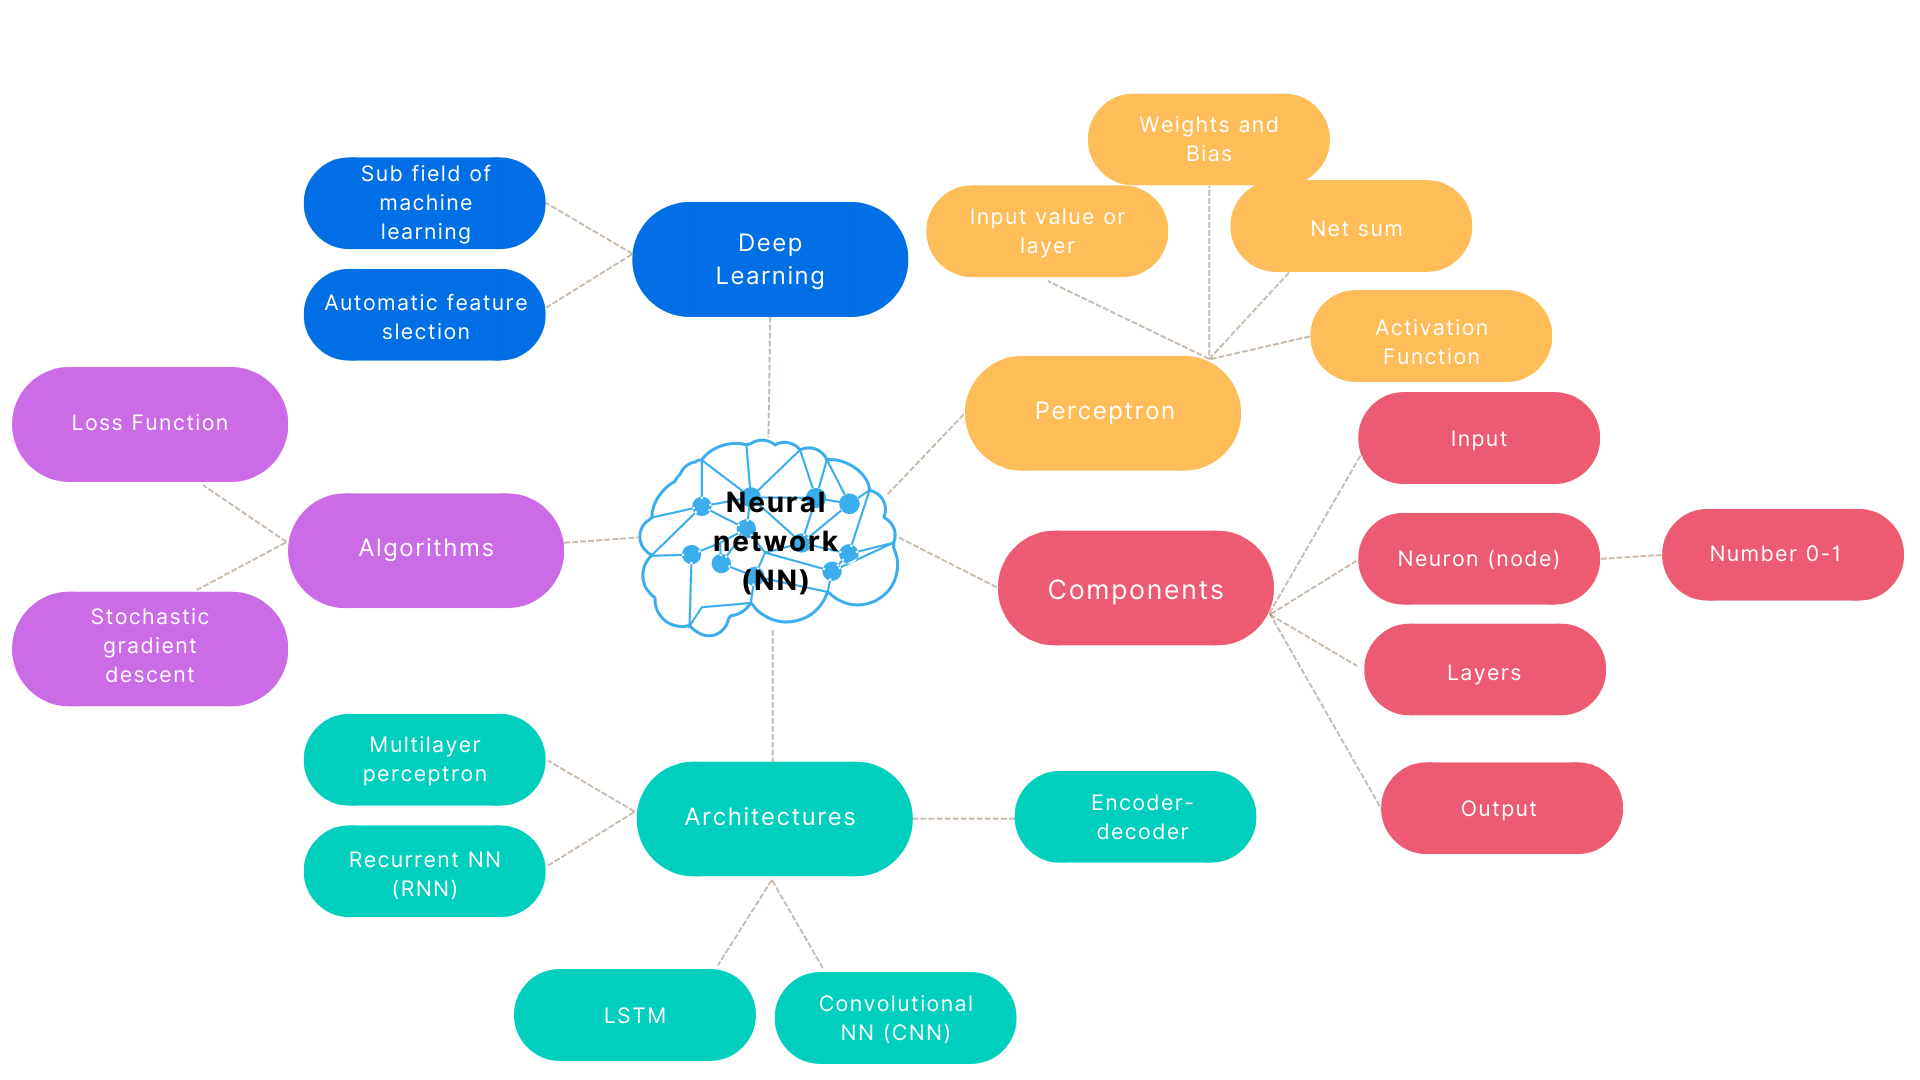 Weights and
Bias
Sub field of
machine
learning
Input value or
layer
Net sum
Deep
Learning
Automatic feature
slection
Activation
Function
Loss Function
Perceptron
Input
Neural
network
(NN)
Algorithms
Neuron (node)
Number 0-1
Components
Stochastic
gradient
descent
Layers
Multilayer
perceptron
Architectures
Encoder-
decoder
Output
Recurrent NN
(RNN)
LSTM
Convolutional
NN (CNN)